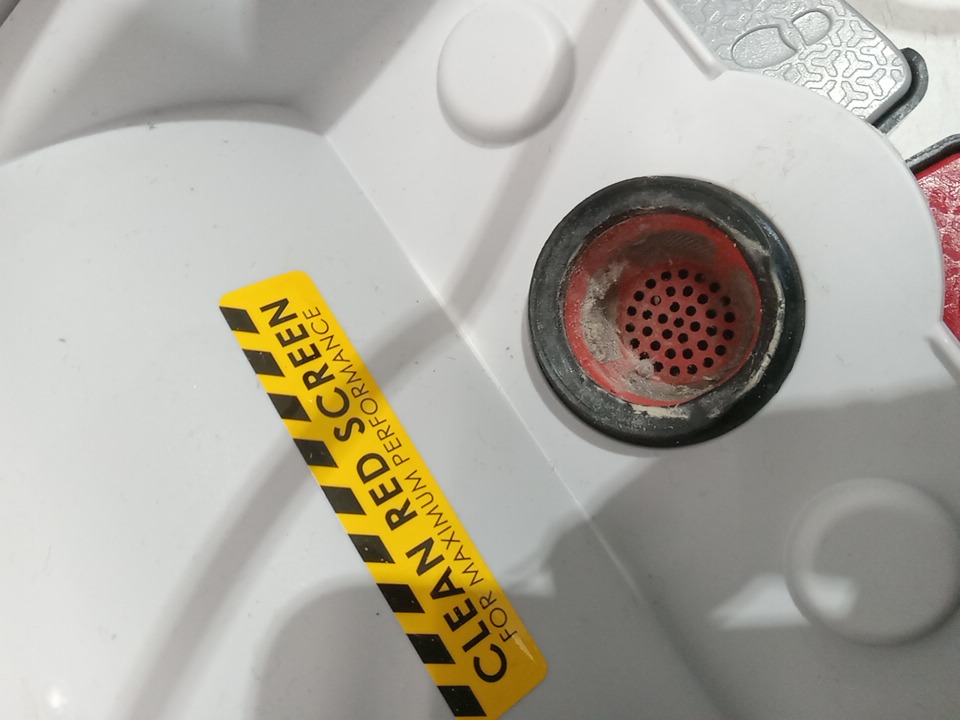 CLEAN RED SCREEN
FOR MAXIMUM PERFORMANCE